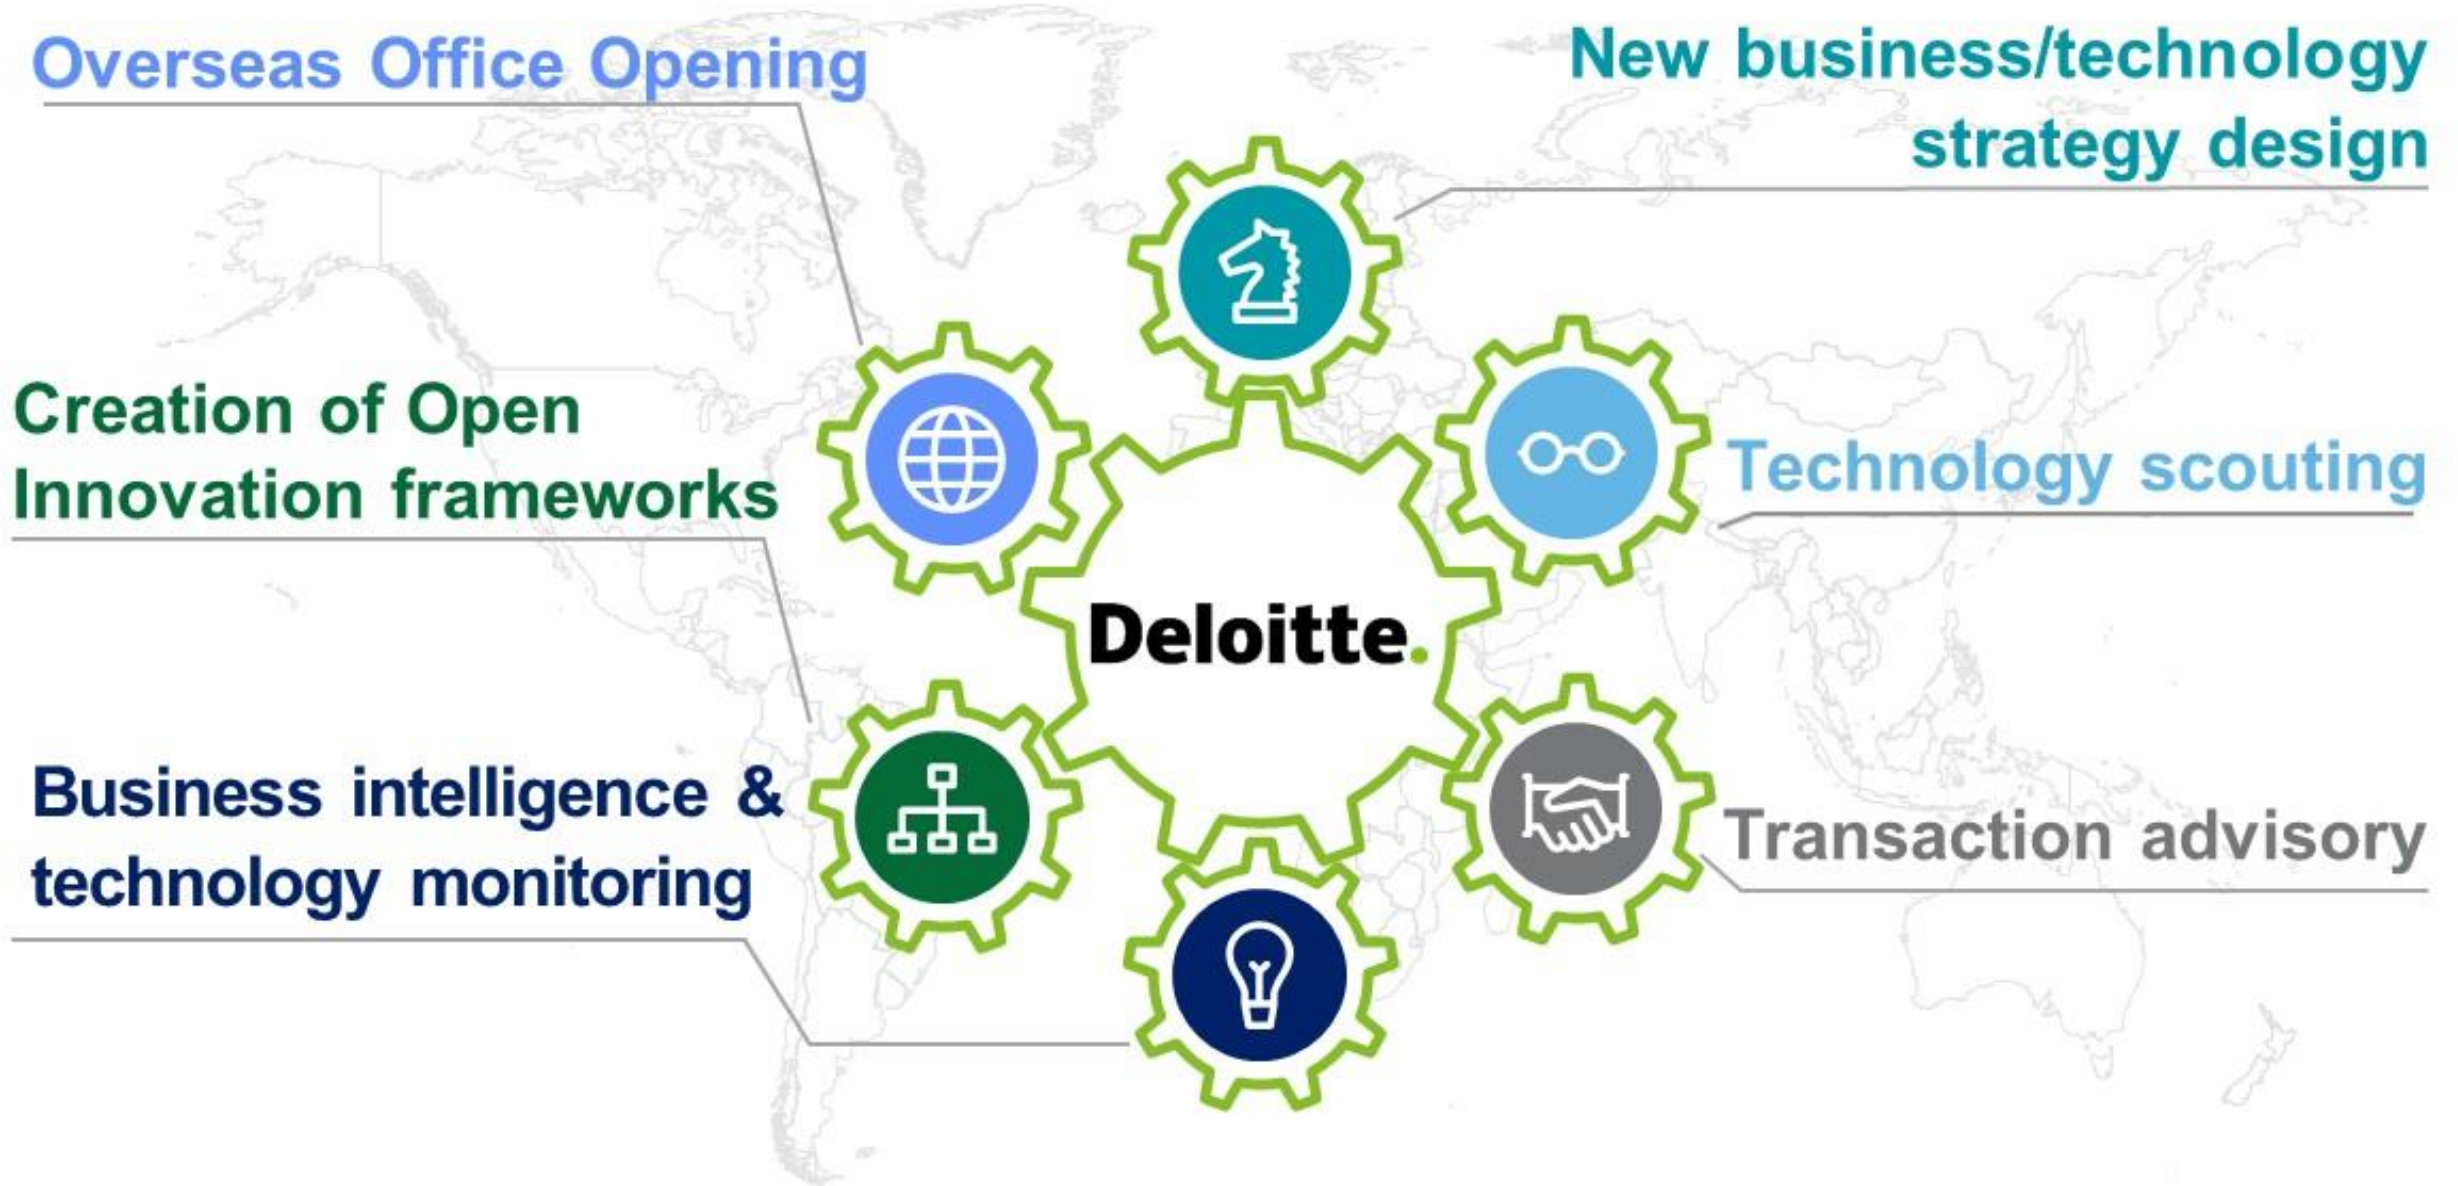 Overseas Office Opening
New business/technology
strategy design
Creation of Open
Innovation frameworks
Technology scouting
Deloitte.
Business intelligence &
technology monitoring
Transaction advisory